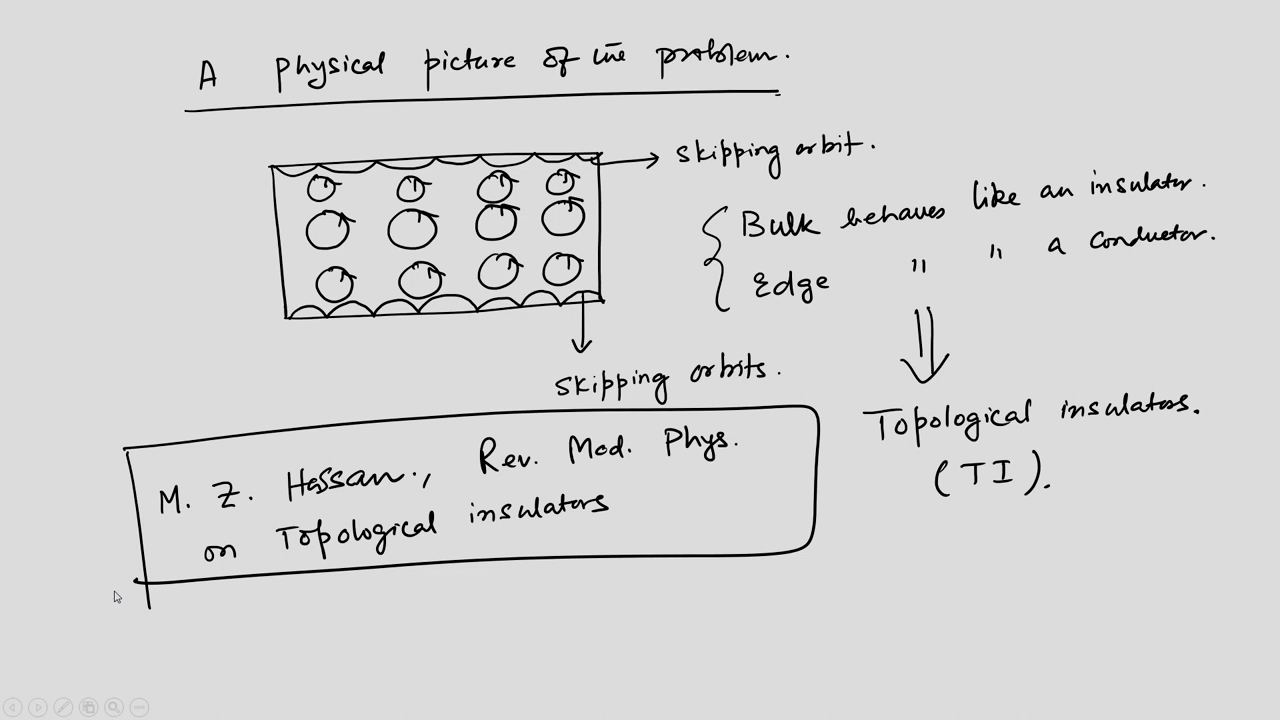 A physical picture of the problem.
skipping orbit.
Bulk behaves like an insulator.
Edge " " a conductor.
skipping orbits.
Topological insulators.
(TI).
M. Z. Hassan., Rev. Mod. Phys.
on Topological insulators